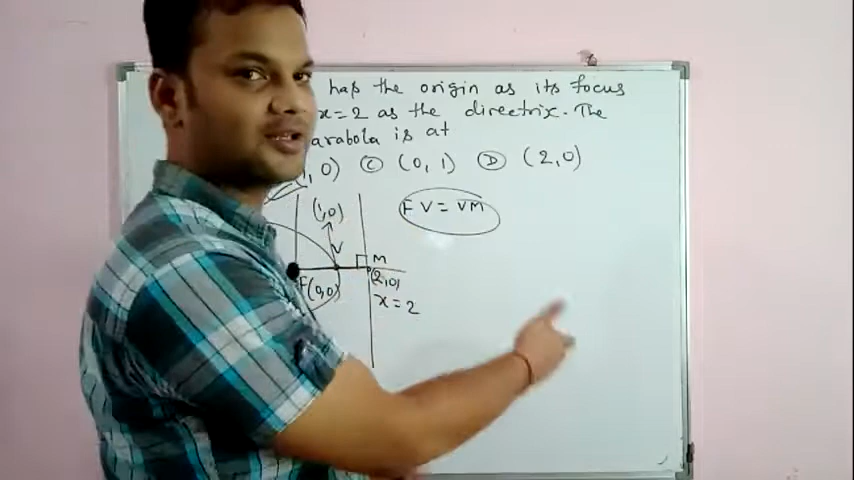 has the origin as its focus
x=2 as the directrix. The
arabola is at
, 0) C (0, 1) D (2, 0)
(1, 0)
FV = VM
V
M
F(0,0)
(2,0)
x = 2